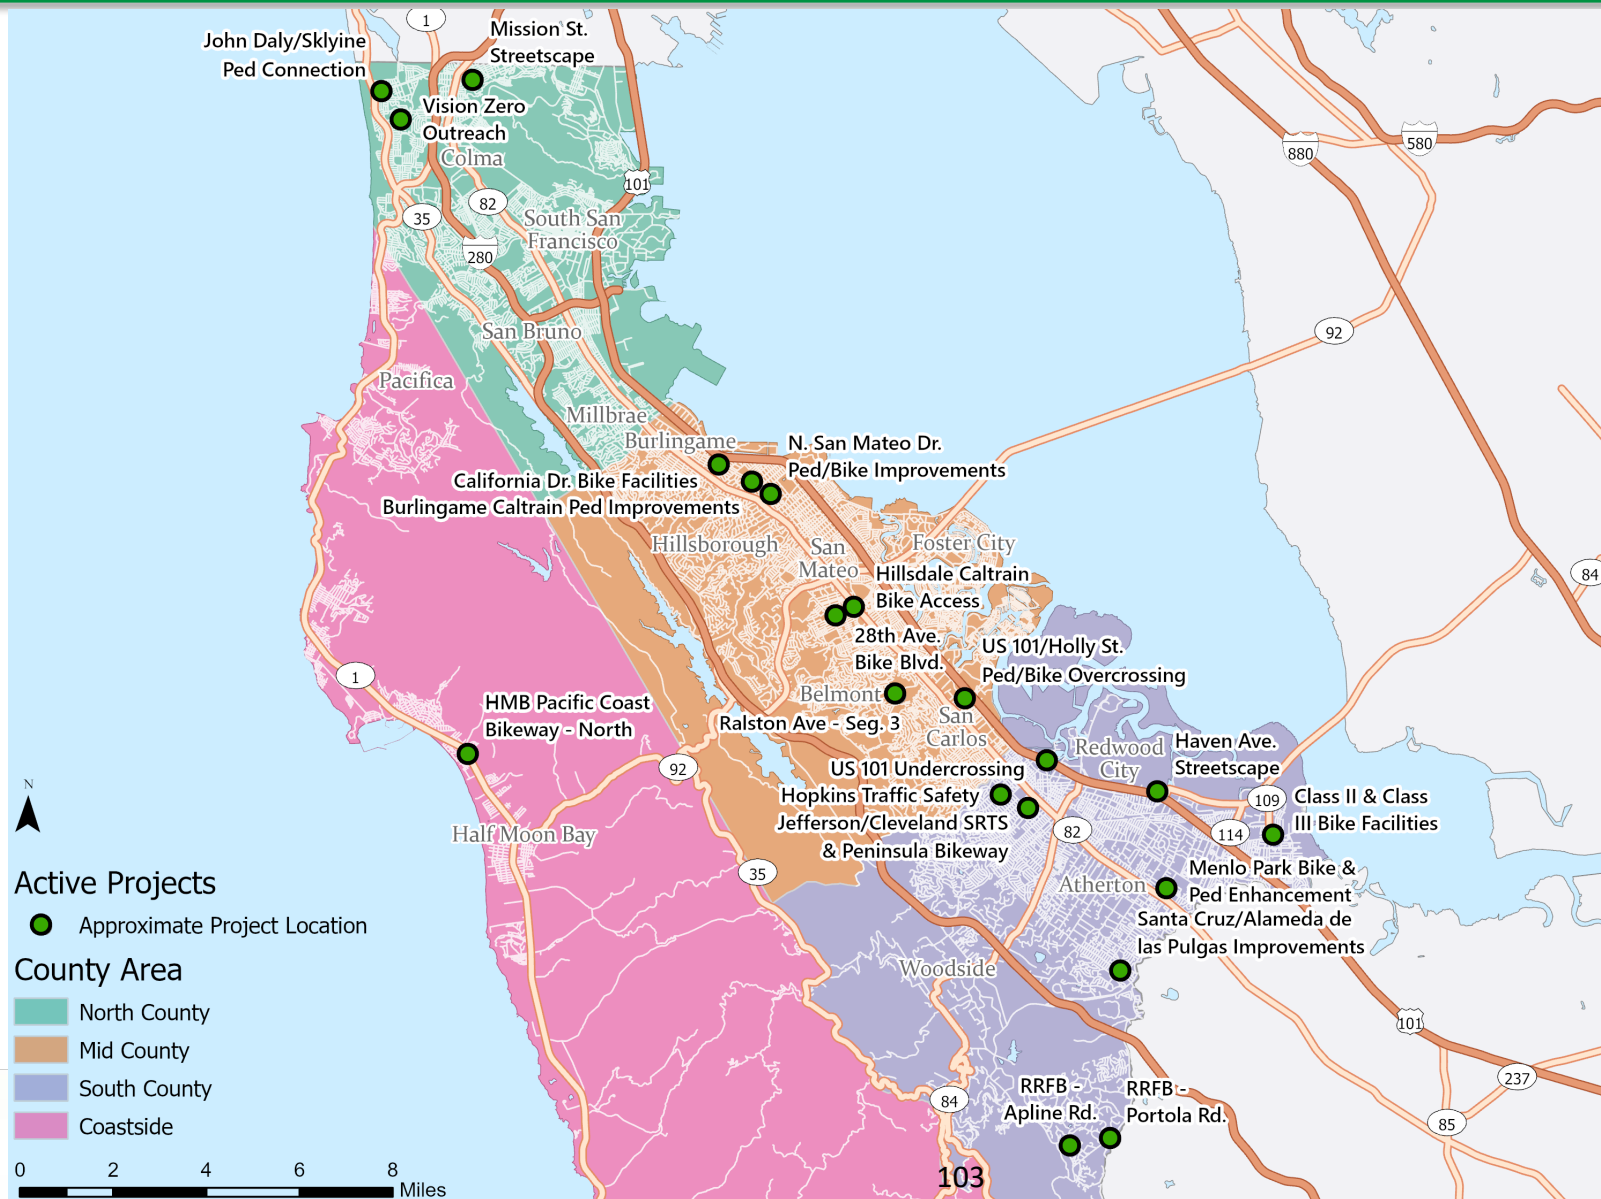 1
Mission St.
Streetscape
John Daly/Sklyine
Ped Connection
Vision Zero
Outreach
Colma
580
880
101
82
35
South San
Francisco
280
San Bruno
92
Pacifica
Millbrae
Burlingame
N. San Mateo Dr.
Ped/Bike Improvements
California Dr. Bike Facilities
Burlingame Caltrain Ped Improvements
Hillsborough
San
Mateo
Foster City
84
Hillsdale Caltrain
Bike Access
28th Ave.
Bike Blvd.
US 101/Holly St.
Ped/Bike Overcrossing
1
Belmont
HMB Pacific Coast
Bikeway - North
Ralston Ave - Seg. 3
San
Carlos
Redwood
City
Haven Ave.
Streetscape
92
US 101 Undercrossing
Hopkins Traffic Safety
Jefferson/Cleveland SRTS
& Peninsula Bikeway
109
Class II & Class
III Bike Facilities
82
114
N
Half Moon Bay
35
Atherton
Menlo Park Bike &
Ped Enhancement
Santa Cruz/Alameda de
las Pulgas Improvements
Woodside
Active Projects
Approximate Project Location
County Area
North County
Mid County
South County
Coastside
101
237
85
84
RRFB -
Apline Rd.
RRFB -
Portola Rd.
0 2 4 6 8
Miles
103